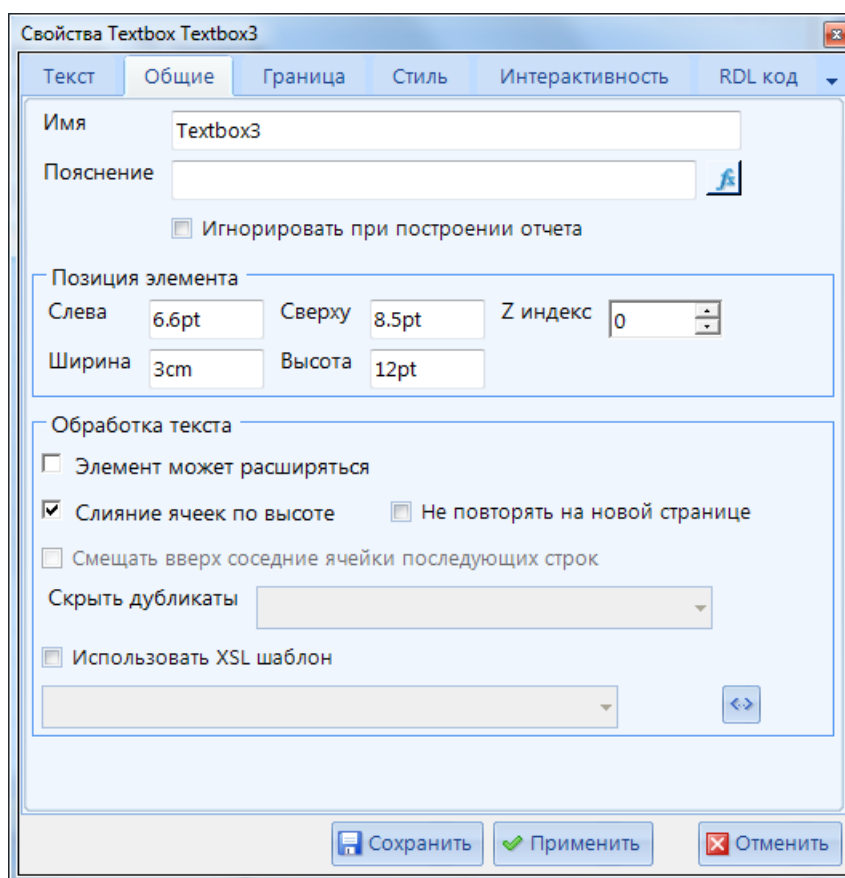 Свойства Textbox Textbox3
Текст Общие Граница Стиль Интерактивность RDL код
Имя Textbox3
Пояснение fx
Игнорировать при построении отчета
Позиция элемента
Слева 6.6pt Сверху 8.5pt Z индекс 0
Ширина 3cm Высота 12pt
Обработка текста
Элемент может расширяться
Слияние ячеек по высоте Не повторять на новой странице
Смещать вверх соседние ячейки последующих строк
Скрыть дубликаты
Использовать XSL шаблон
Сохранить Применить Отменить